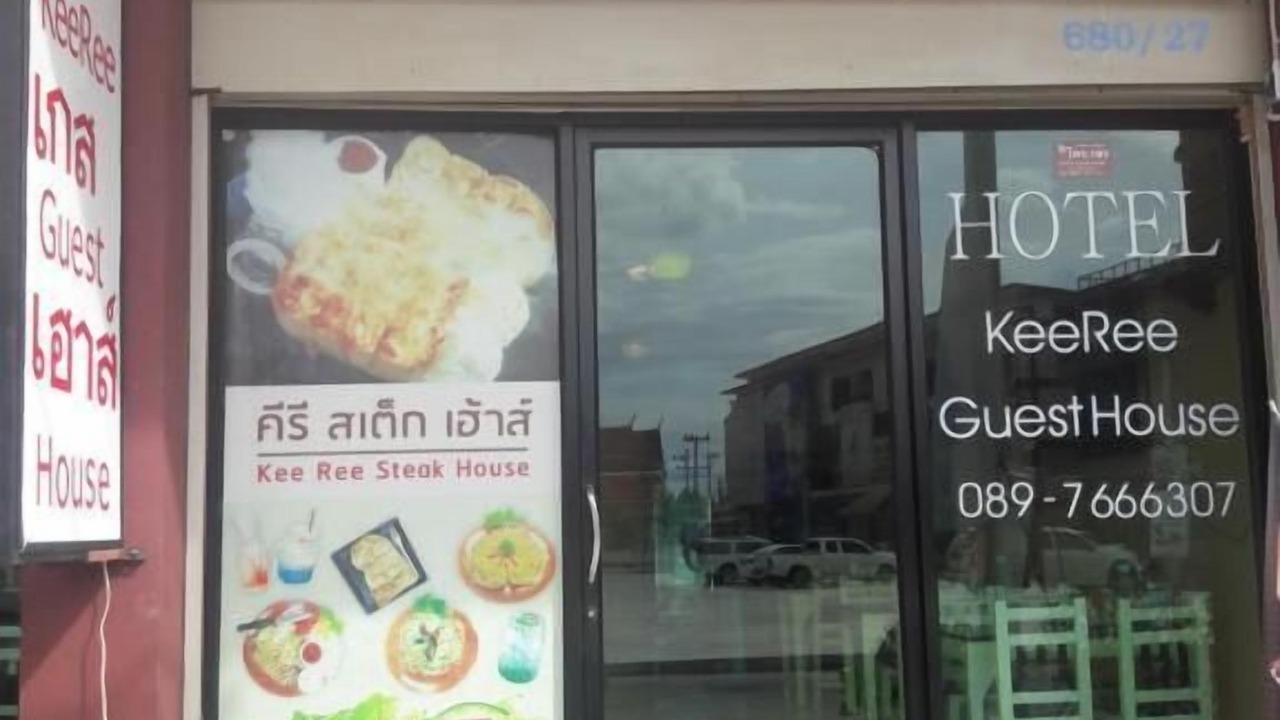 KeeRee
เกส
Guest
เฮาส์
House
680/27
คีรี สเต็ก เฮ้าส์
Kee Ree Steak House
HOTEL
KeeRee
GuestHouse
089-7666307